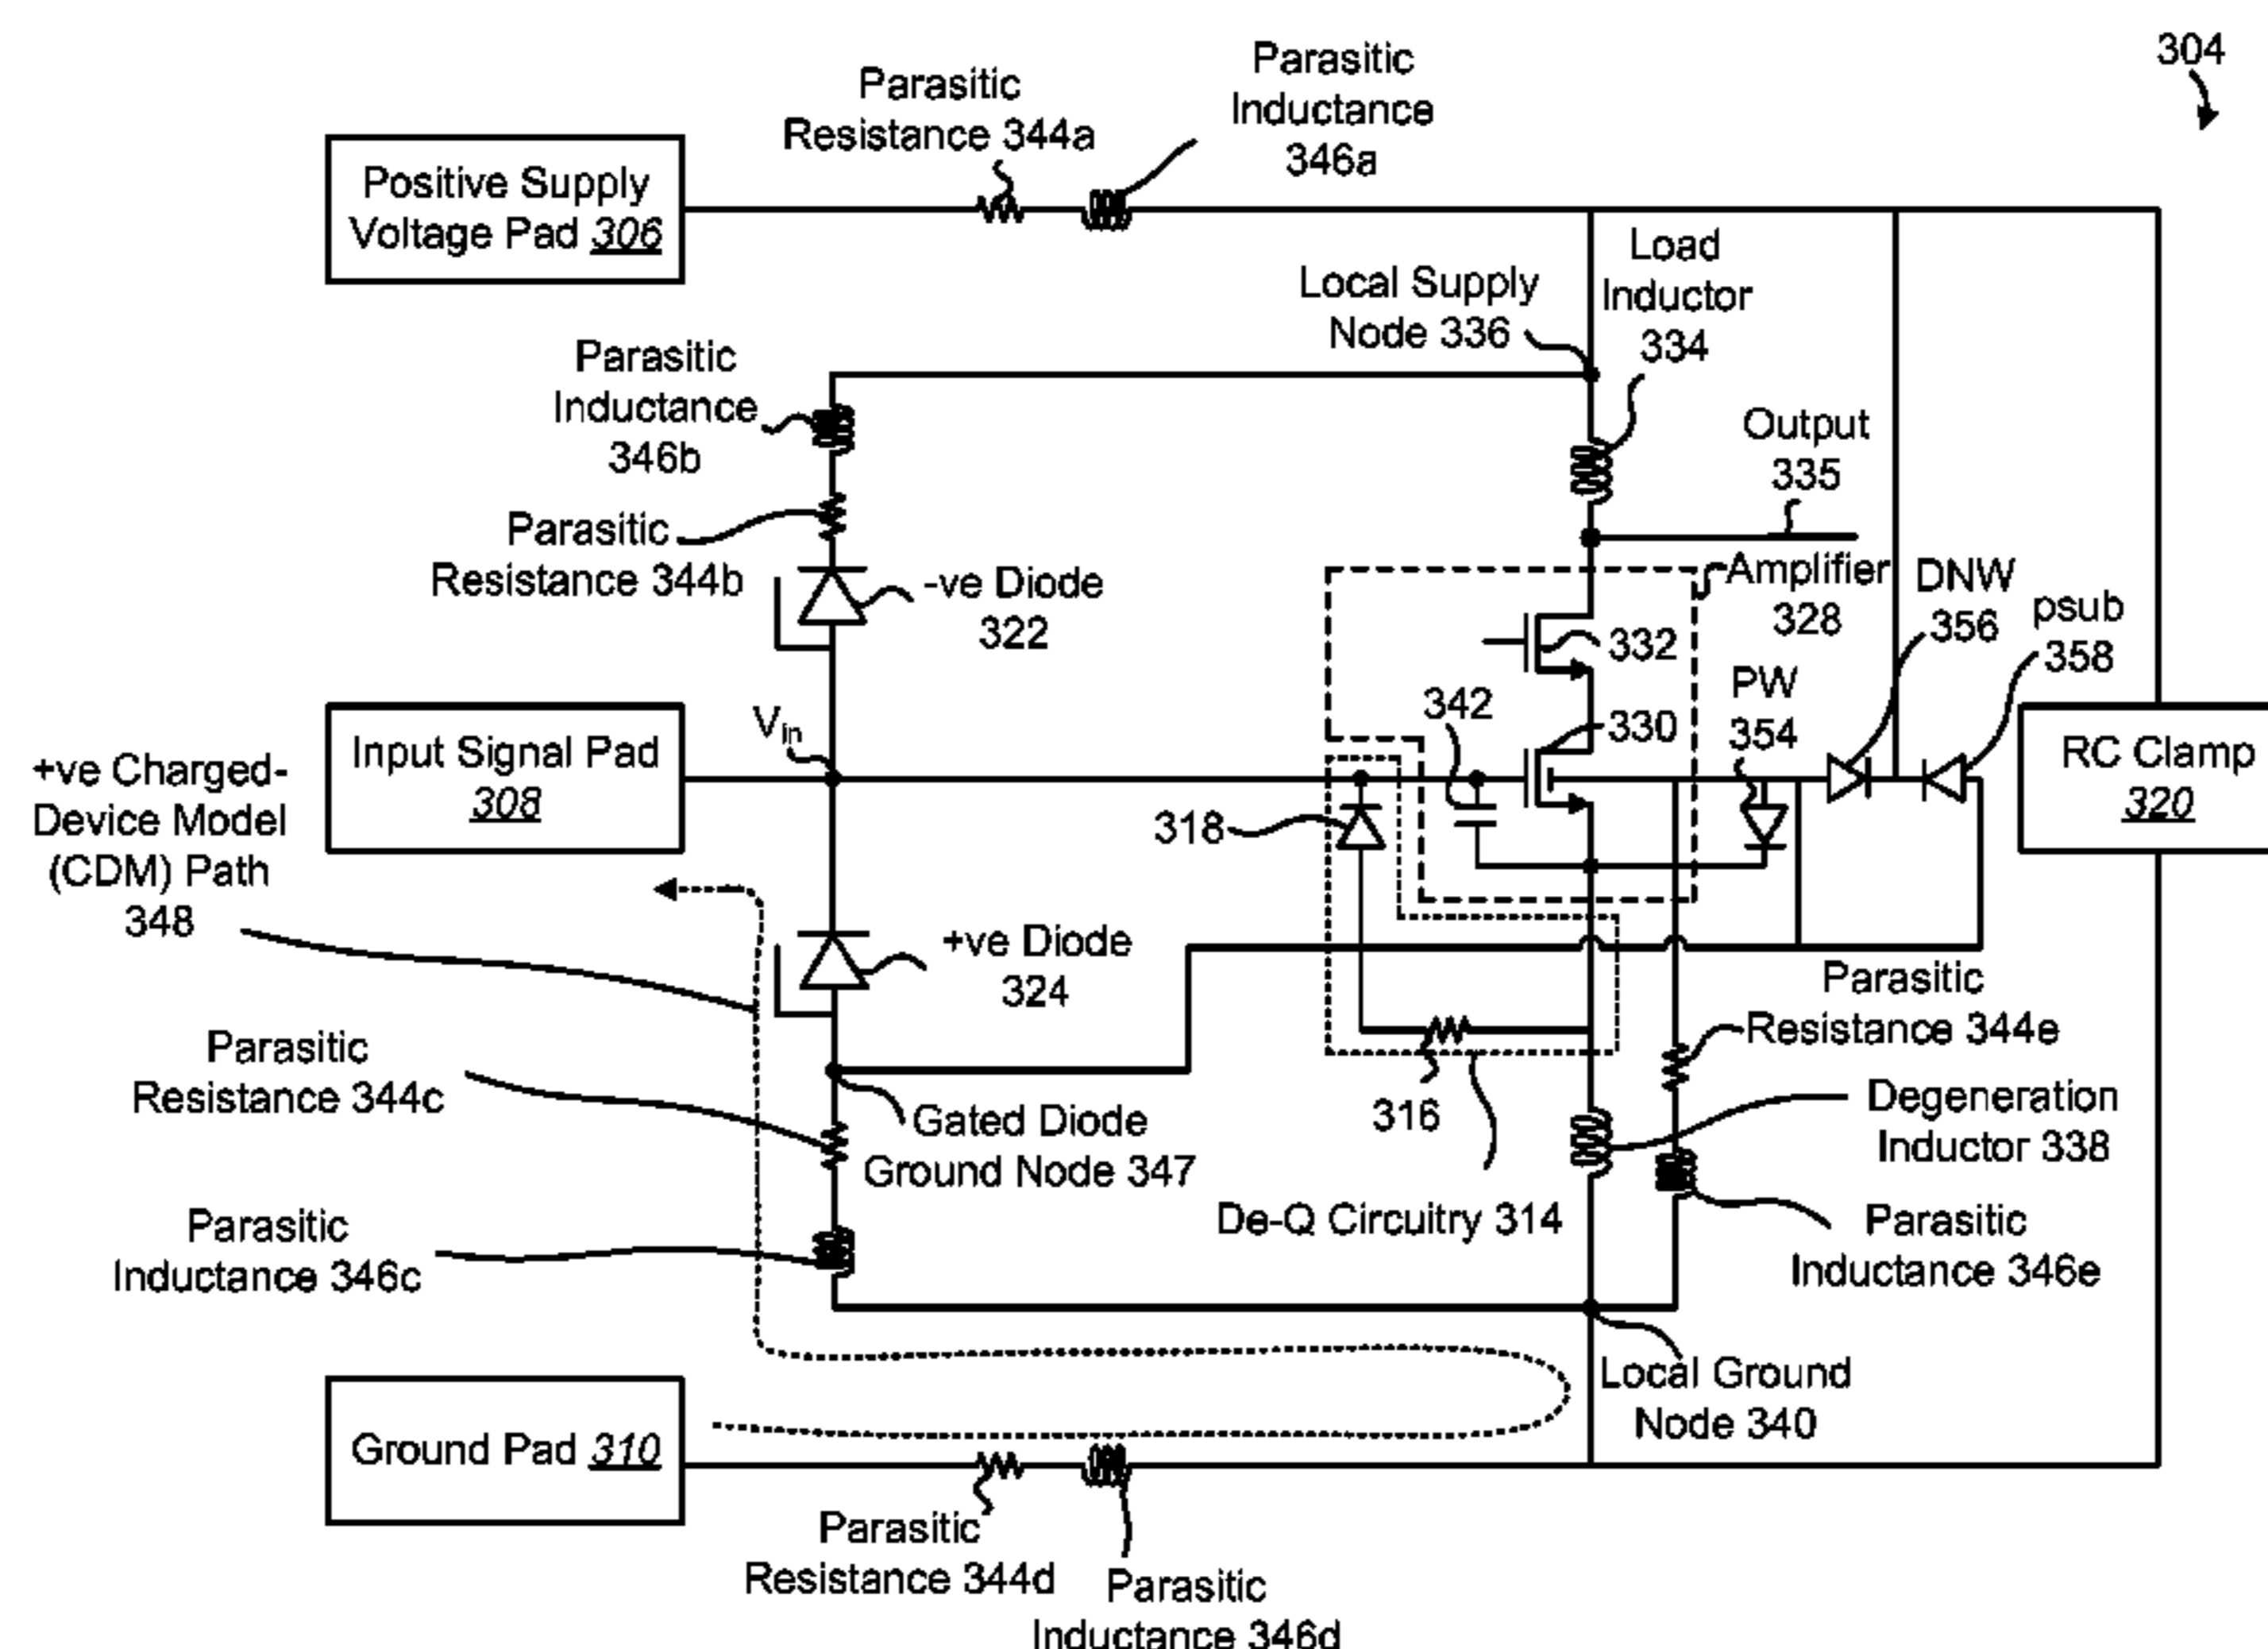 304
Parasitic
Resistance 344a
Parasitic
Inductance
346a
Positive Supply
Voltage Pad 306
Load
Inductor
334
Local Supply
Node 336
Parasitic
Inductance
346b
Output
335
Parasitic
Resistance 344b
-ve Diode
322
Amplifier
328
DNW
356
psub
358
332
PW
354
342
330
Vin
Input Signal Pad
308
RC Clamp
320
+ve Charged-
Device Model
(CDM) Path
348
318
+ve Diode
324
Parasitic
Resistance 344e
Parasitic
Resistance 344c
Gated Diode
Ground Node 347
316
Degeneration
Inductor 338
De-Q Circuitry 314
Parasitic
Inductance 346c
Parasitic
Inductance 346e
Local Ground
Node 340
Ground Pad 310
Parasitic
Resistance 344d
Parasitic
Inductance 346d